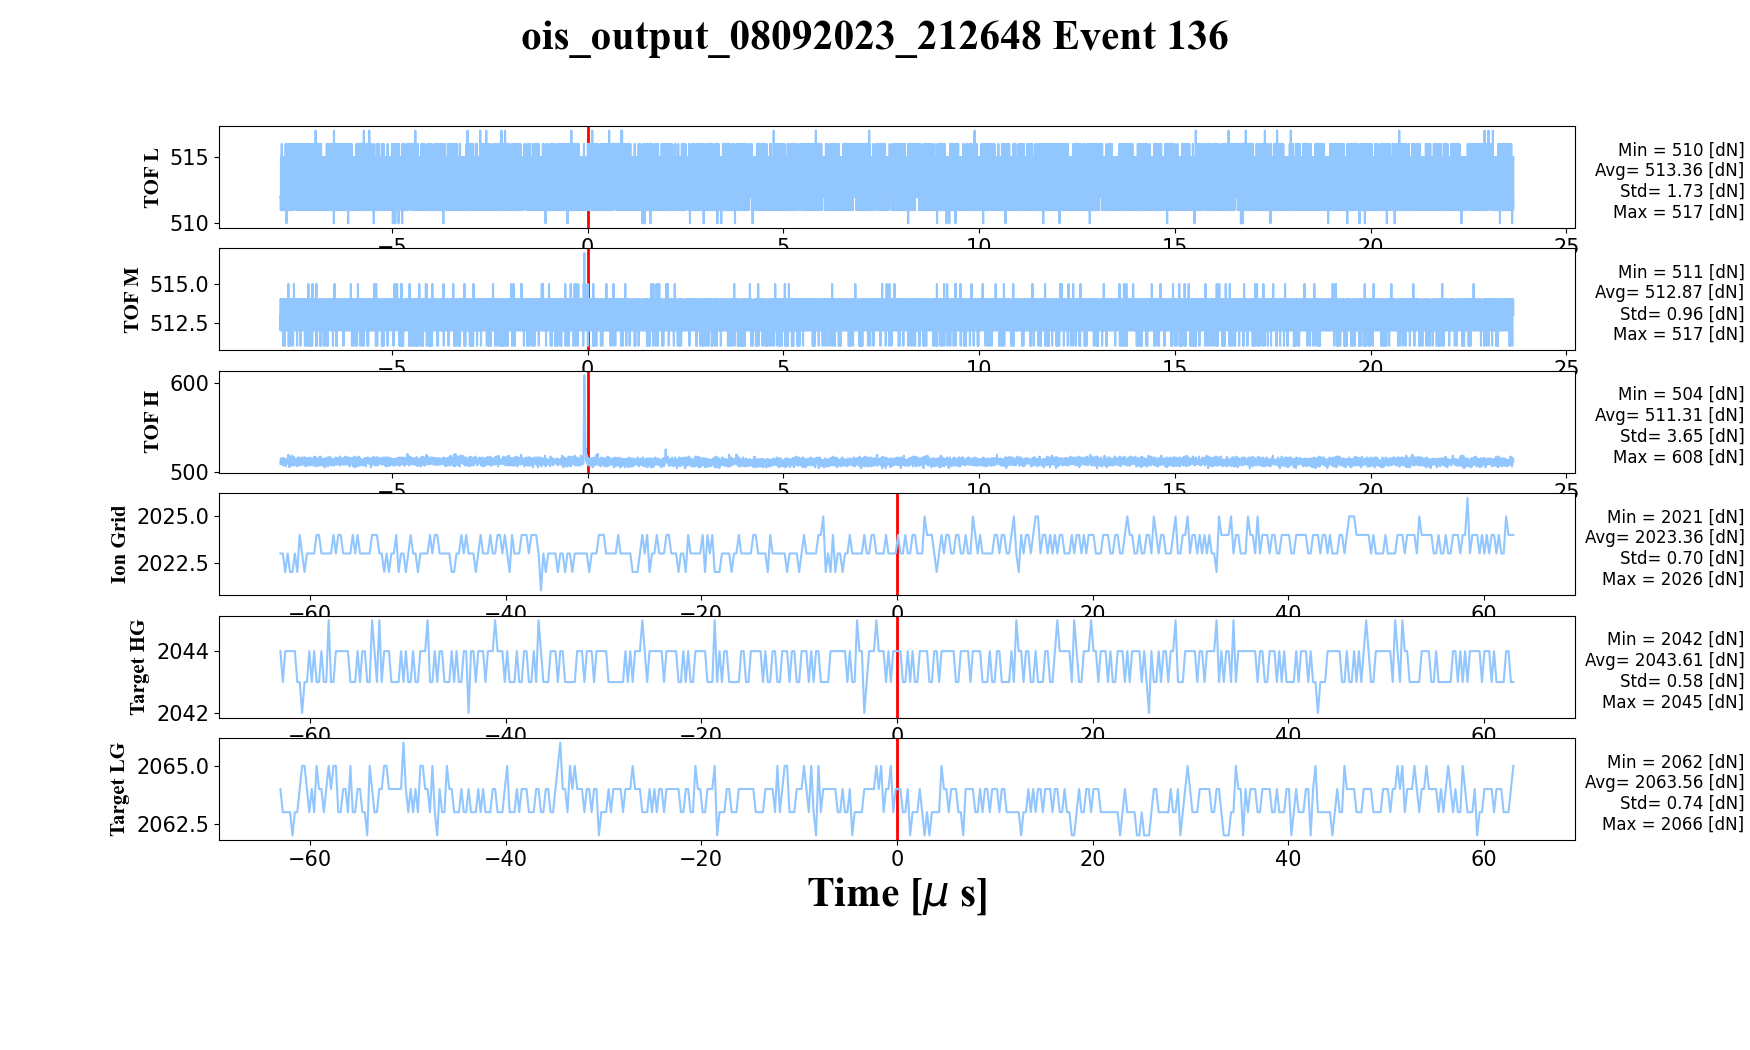 ois_output_08092023_212648 Event 136
TOF L
515
510
−5
0
5
10
15
20
25
Min = 510 [dN]
Avg= 513.36 [dN]
Std= 1.73 [dN]
Max = 517 [dN]
TOF M
515.0
512.5
−5
0
5
10
15
20
25
Min = 511 [dN]
Avg= 512.87 [dN]
Std= 0.96 [dN]
Max = 517 [dN]
TOF H
600
500
−5
0
5
10
15
20
25
Min = 504 [dN]
Avg= 511.31 [dN]
Std= 3.65 [dN]
Max = 608 [dN]
Ion Grid
2025.0
2022.5
−60
−40
−20
0
20
40
60
Min = 2021 [dN]
Avg= 2023.36 [dN]
Std= 0.70 [dN]
Max = 2026 [dN]
Target HG
2044
2042
−60
−40
−20
0
20
40
60
Min = 2042 [dN]
Avg= 2043.61 [dN]
Std= 0.58 [dN]
Max = 2045 [dN]
Target LG
2065.0
2062.5
−60
−40
−20
0
20
40
60
Min = 2062 [dN]
Avg= 2063.56 [dN]
Std= 0.74 [dN]
Max = 2066 [dN]
Time [μ s]